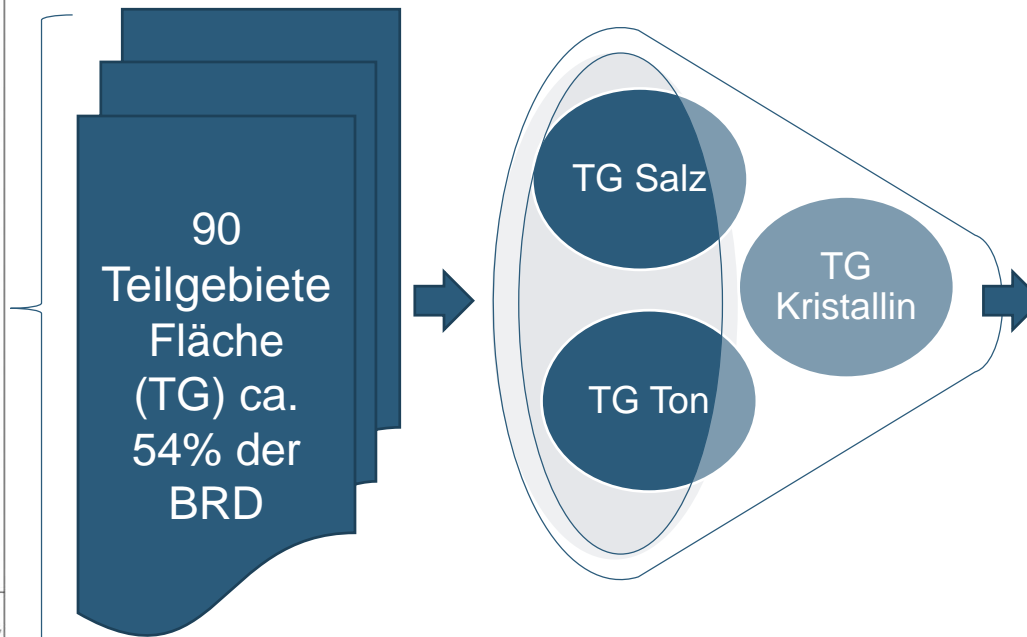 90
Teilgebiete
Fläche
(TG) ca.
54% der
BRD
TG Salz
TG Ton
TG
Kristallin